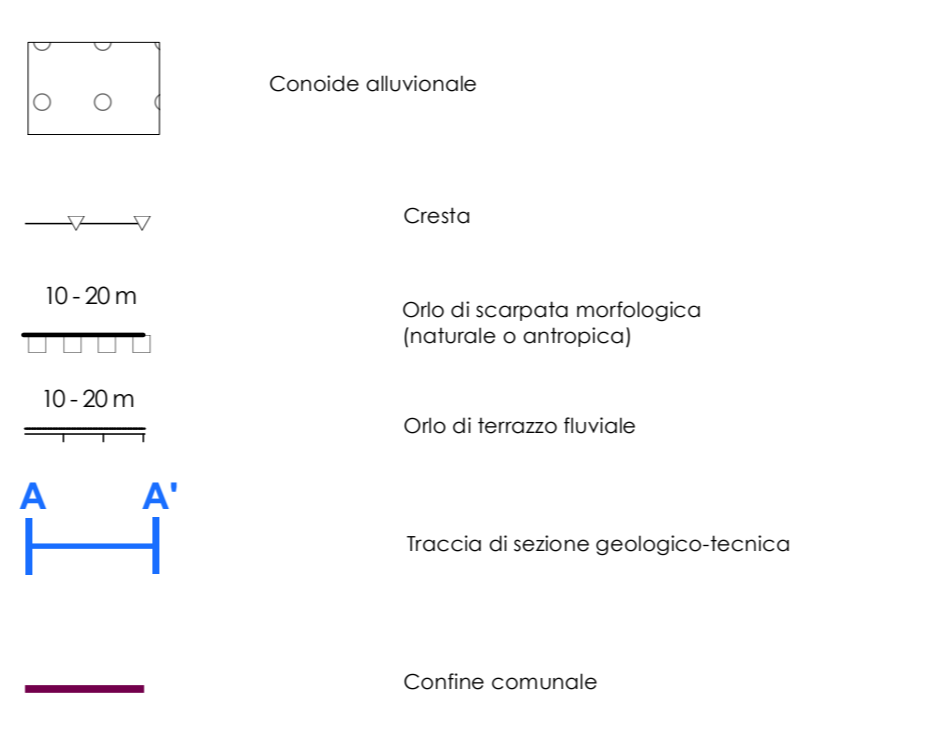 Conoide alluvionale
Cresta
10 - 20 m
Orlo di scarpata morfologica
(naturale o antropica)
10 - 20 m
Orlo di terrazzo fluviale
A A'
Traccia di sezione geologico-tecnica
Confine comunale